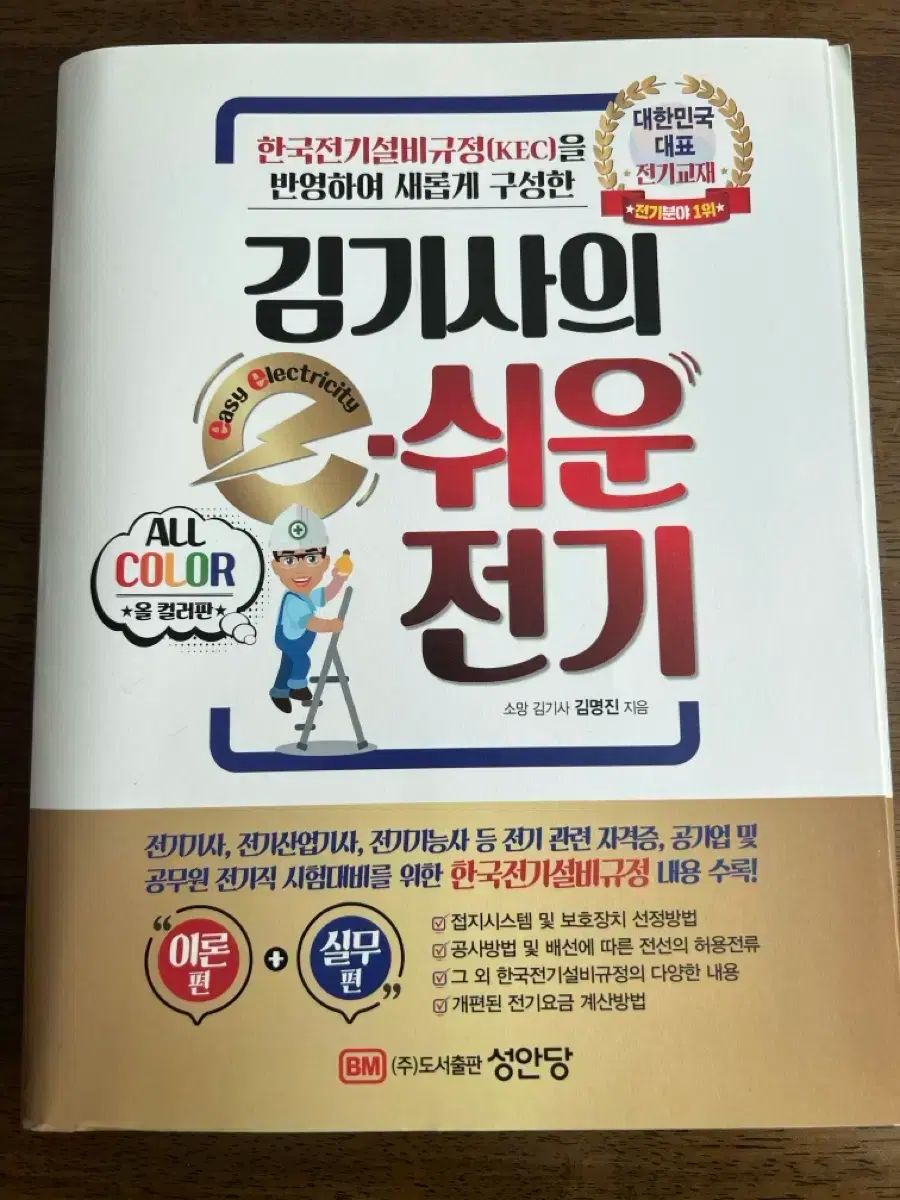 한국전기설비규정(KEC)을
반영하여 새롭게 구성한
대한민국
대표
전기교재
전기분야 1위
김기사의
easy electricity
e·쉬운
전기
ALL
COLOR
올 컬러판
소망 김기사 김명진 지음
전기기사, 전기산업기사, 전기기능사 등 전기 관련 자격증, 공기업 및
공무원 전기직 시험대비를 위한 한국전기설비규정 내용 수록!
“이론편 + 실무편”
접지시스템 및 보호장치 선정방법
공사방법 및 배선에 따른 전선의 허용전류
그 외 한국전기설비규정의 다양한 내용
개편된 전기요금 계산방법
BM (주)도서출판 성안당